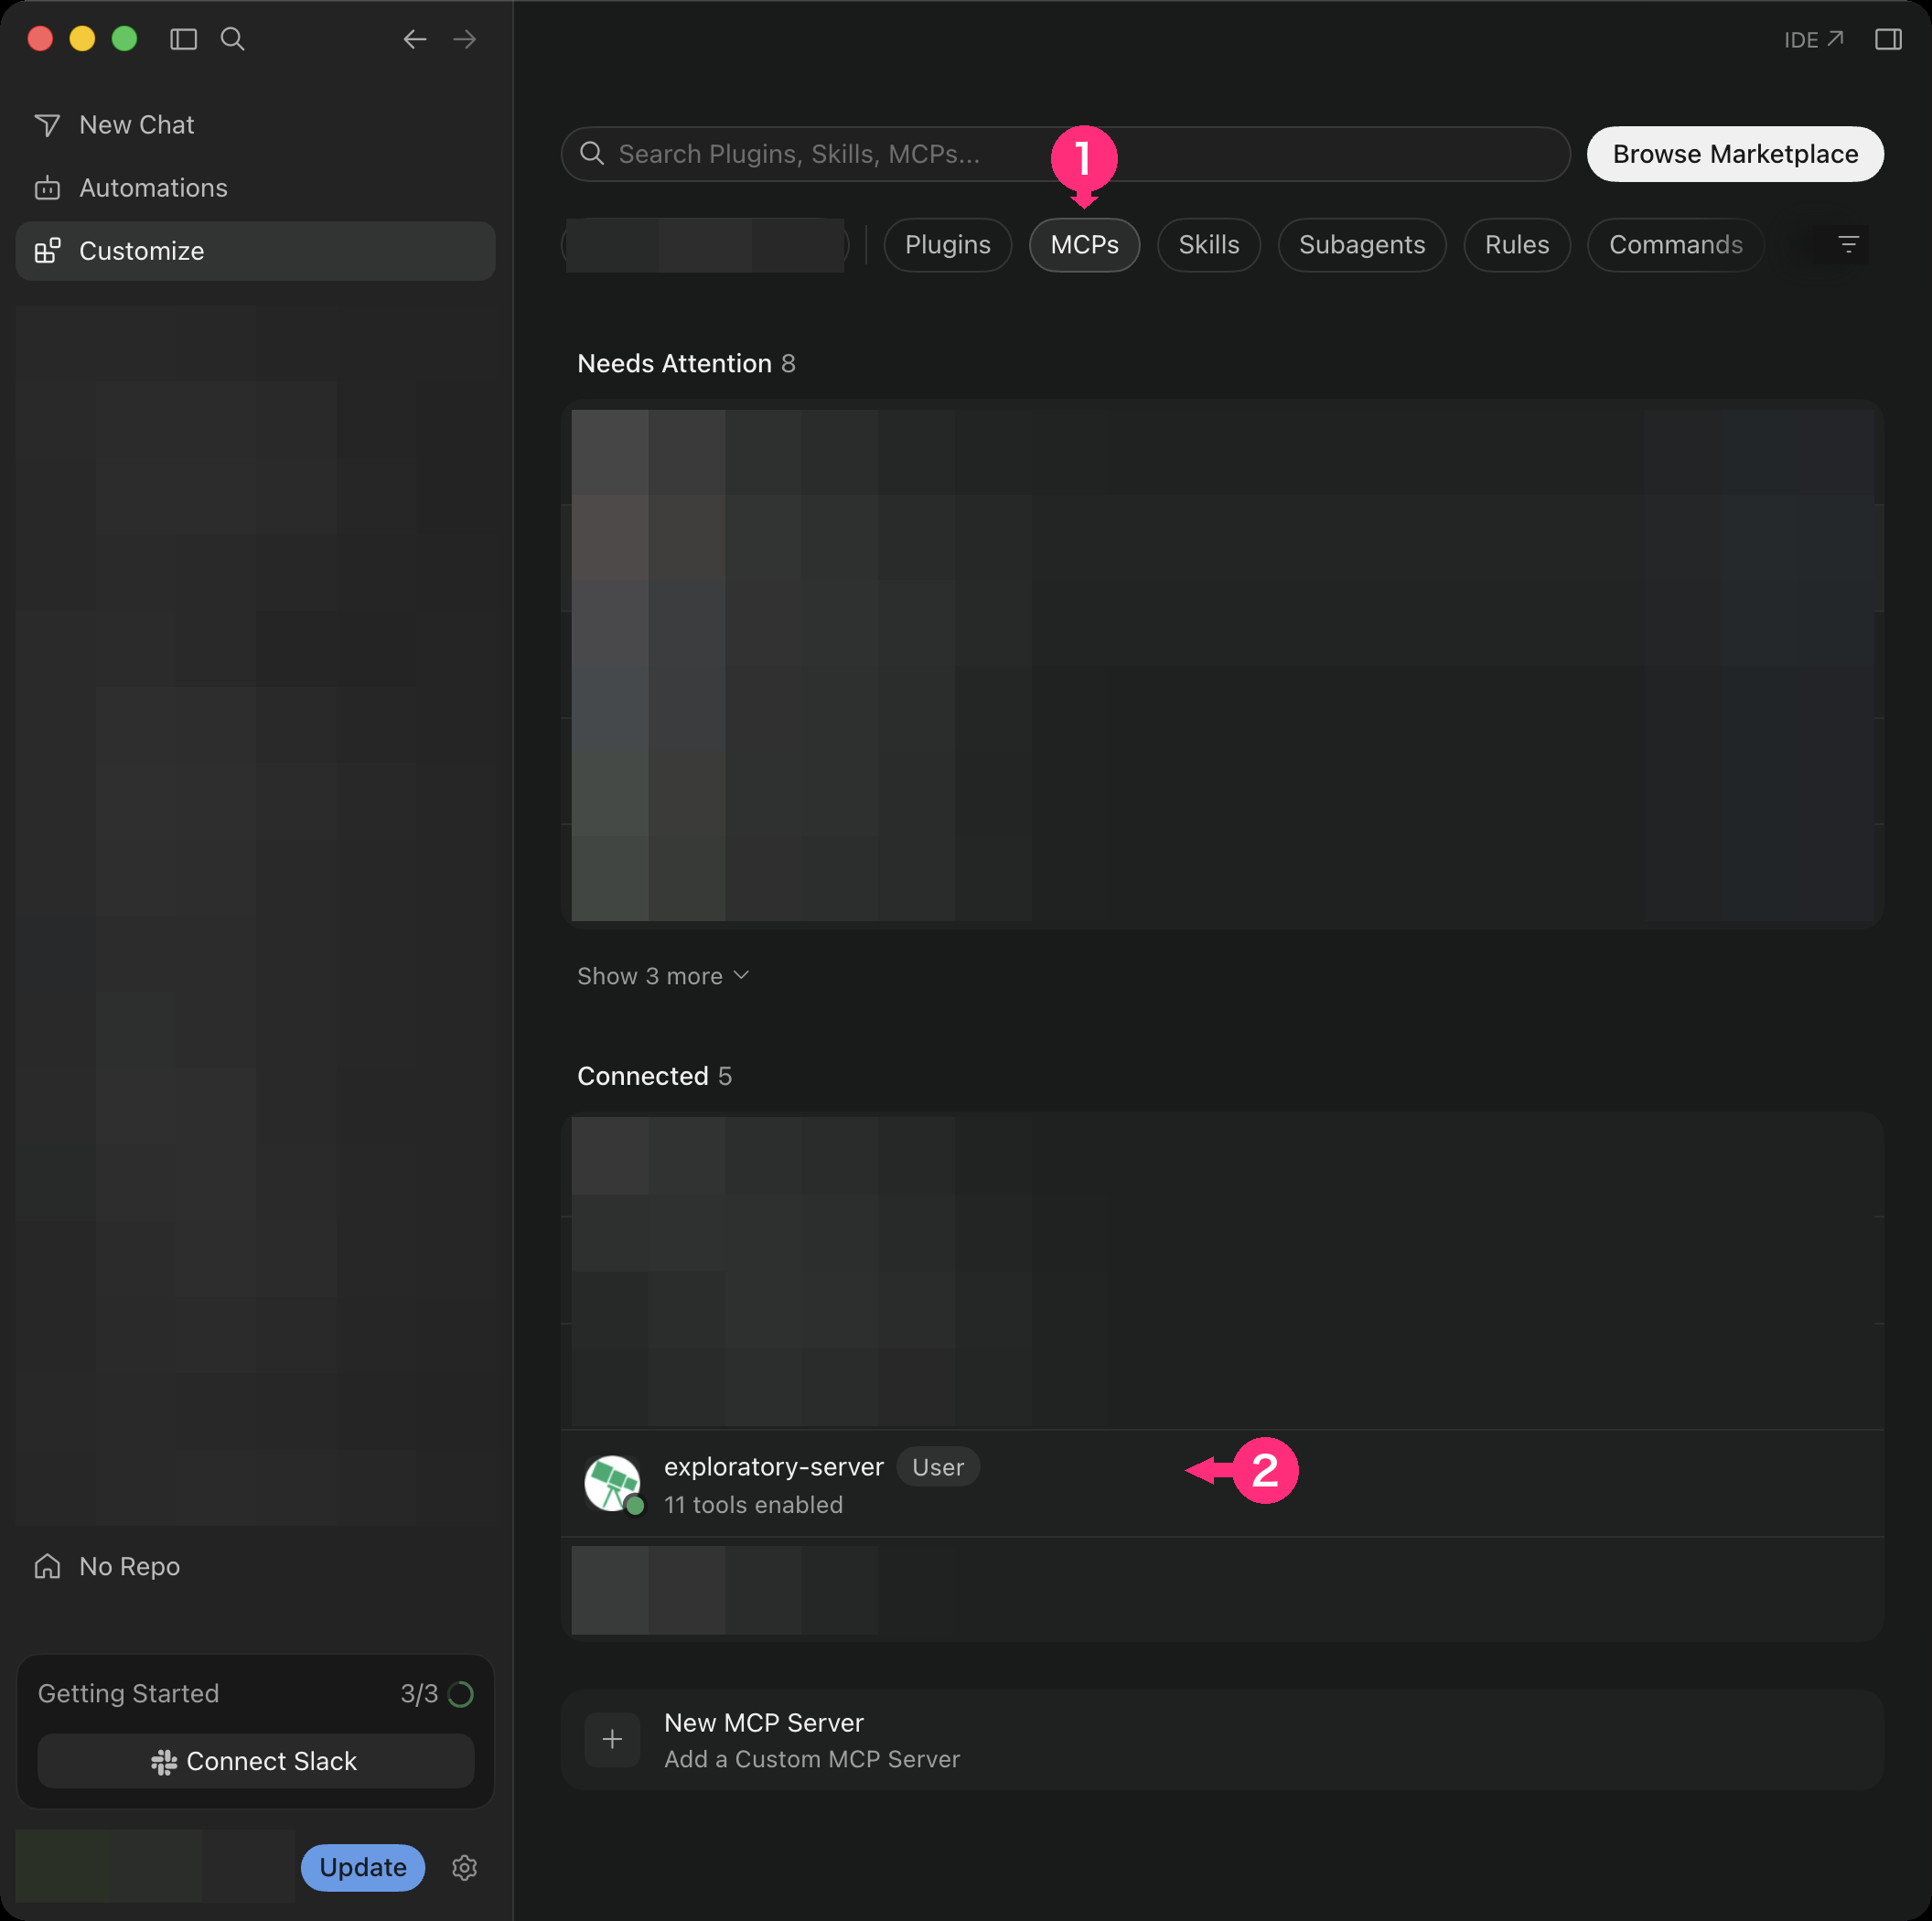 IDE
New Chat
Automations
Customize
Search Plugins, Skills, MCPs...
1
Browse Marketplace
Plugins
MCPs
Skills
Subagents
Rules
Commands
Needs Attention 8
Show 3 more
Connected 5
exploratory-server User
11 tools enabled
2
No Repo
Getting Started 3/3
Connect Slack
New MCP Server
Add a Custom MCP Server
Update